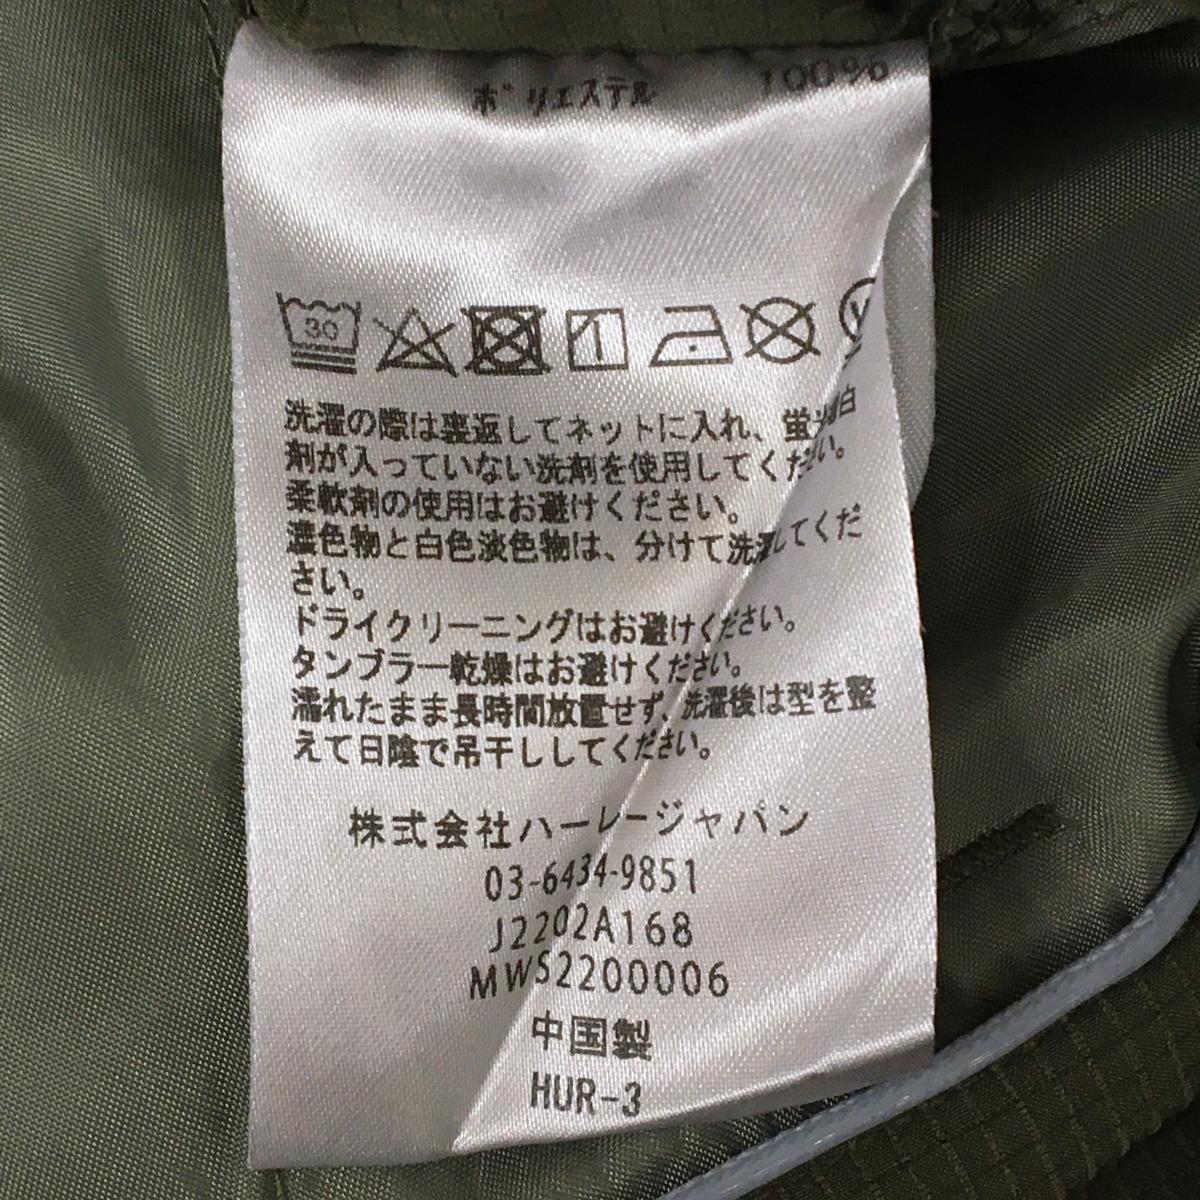 ポリエステル 100%
30
洗濯の際は裏返してネットに入れ、蛍光増白
剤が入っていない洗剤を使用してください。
柔軟剤の使用はお避けください。
濃色物と白色淡色物は、分けて洗濯してくだ
さい。
ドライクリーニングはお避けください。
タンブラー乾燥はお避けください。
濡れたまま長時間放置せず、洗濯後は型を整
えて日陰で吊干ししてください。
株式会社ハーレージャパン
03-6434-9851
J2202A168
MWS2200006
中国製
HUR-3